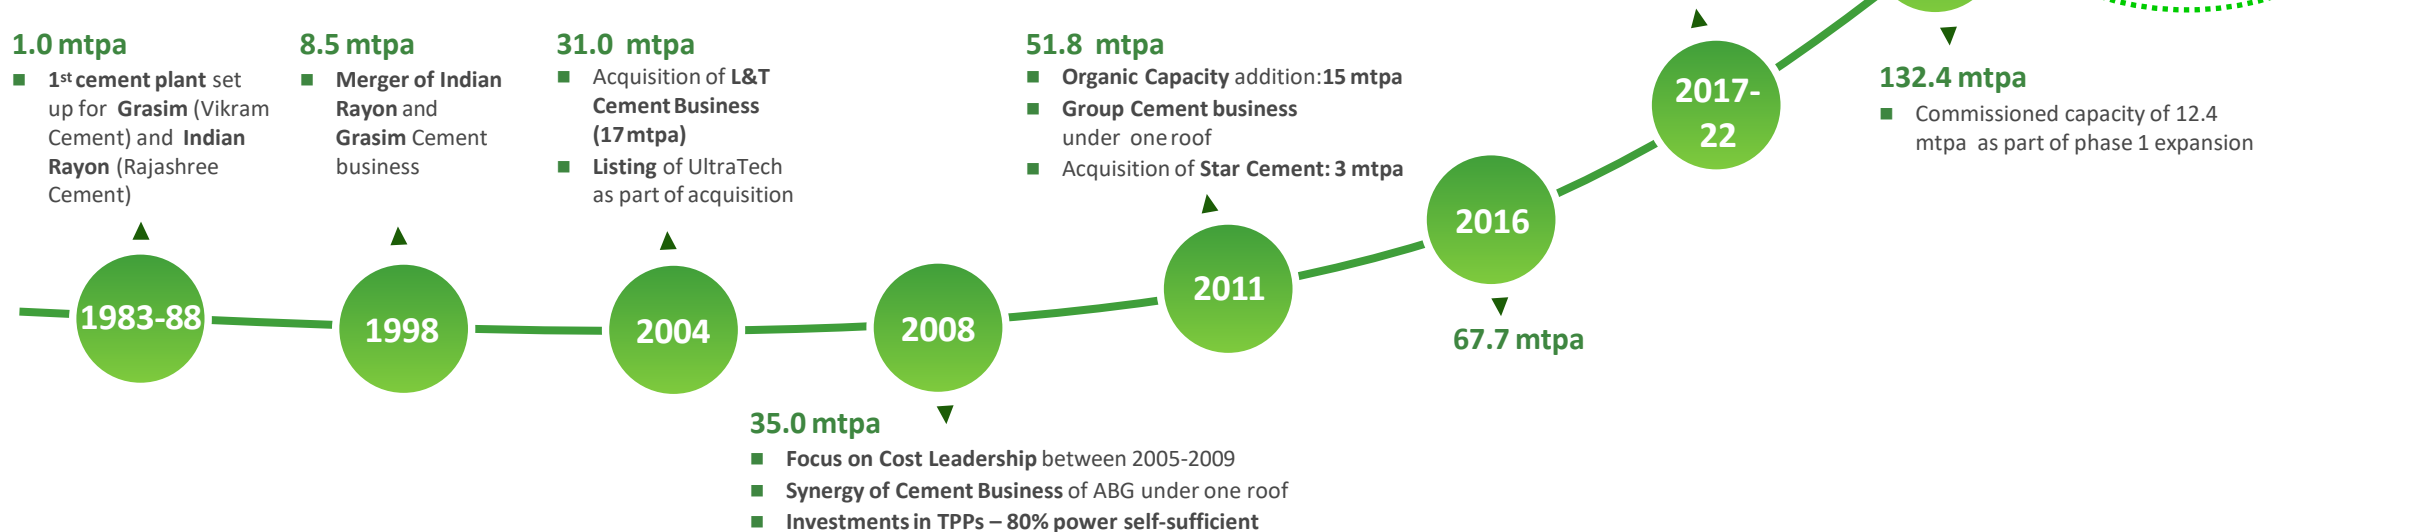 1.0 mtpa
■ 1st cement plant set
up for Grasim (Vikram
Cement) and Indian
Rayon (Rajashree
Cement)
1983-88
8.5 mtpa
■ Merger of Indian
Rayon and
Grasim Cement
business
1998
31.0 mtpa
■ Acquisition of L&T
Cement Business
(17 mtpa)
■ Listing of UltraTech
as part of acquisition
2004
2008
35.0 mtpa
■ Focus on Cost Leadership between 2005-2009
■ Synergy of Cement Business of ABG under one roof
■ Investments in TPPs – 80% power self-sufficient
51.8 mtpa
■ Organic Capacity addition:15 mtpa
■ Group Cement business
under one roof
■ Acquisition of Star Cement: 3 mtpa
2011
2016
67.7 mtpa
2017-
22
132.4 mtpa
■ Commissioned capacity of 12.4
mtpa as part of phase 1 expansion